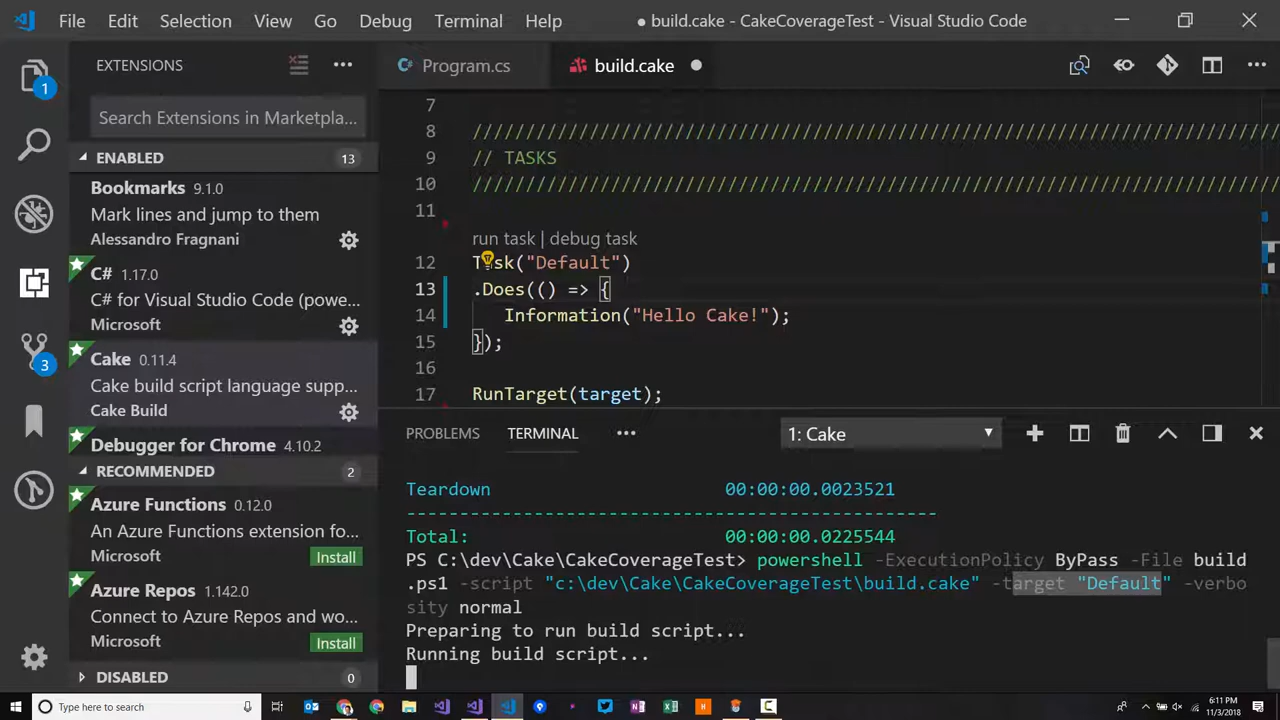 File Edit Selection View Go Debug Terminal Help
● build.cake - CakeCoverageTest - Visual Studio Code
EXTENSIONS
Search Extensions in Marketpla...
ENABLED 13
Bookmarks 9.1.0
Mark lines and jump to them
Alessandro Fragnani
C# 1.17.0
C# for Visual Studio Code (powe...
Microsoft
Cake 0.11.4
Cake build script language supp...
Cake Build
Debugger for Chrome 4.10.2
RECOMMENDED 2
Azure Functions 0.12.0
An Azure Functions extension fo...
Microsoft Install
Azure Repos 1.142.0
Connect to Azure Repos and wo...
Microsoft Install
DISABLED 0
1
3
Program.cs build.cake
7
8 ////////////////////////////////////////////////////////////////////////////
9 // TASKS
10 ////////////////////////////////////////////////////////////////////////////
11
run task | debug task
12 Task("Default")
13 .Does(() => {
14 Information("Hello Cake!");
15 });
16
17 RunTarget(target);
PROBLEMS TERMINAL ... 1: Cake
Teardown 00:00:00.0023521
--------------------------------------------------
Total: 00:00:00.0225544
PS C:\dev\Cake\CakeCoverageTest> powershell -ExecutionPolicy ByPass -File build
.ps1 -script "c:\dev\Cake\CakeCoverageTest\build.cake" -target "Default" -verbo
sity normal
Preparing to run build script...
Running build script...
Type here to search
6:11 PM
11/3/2018